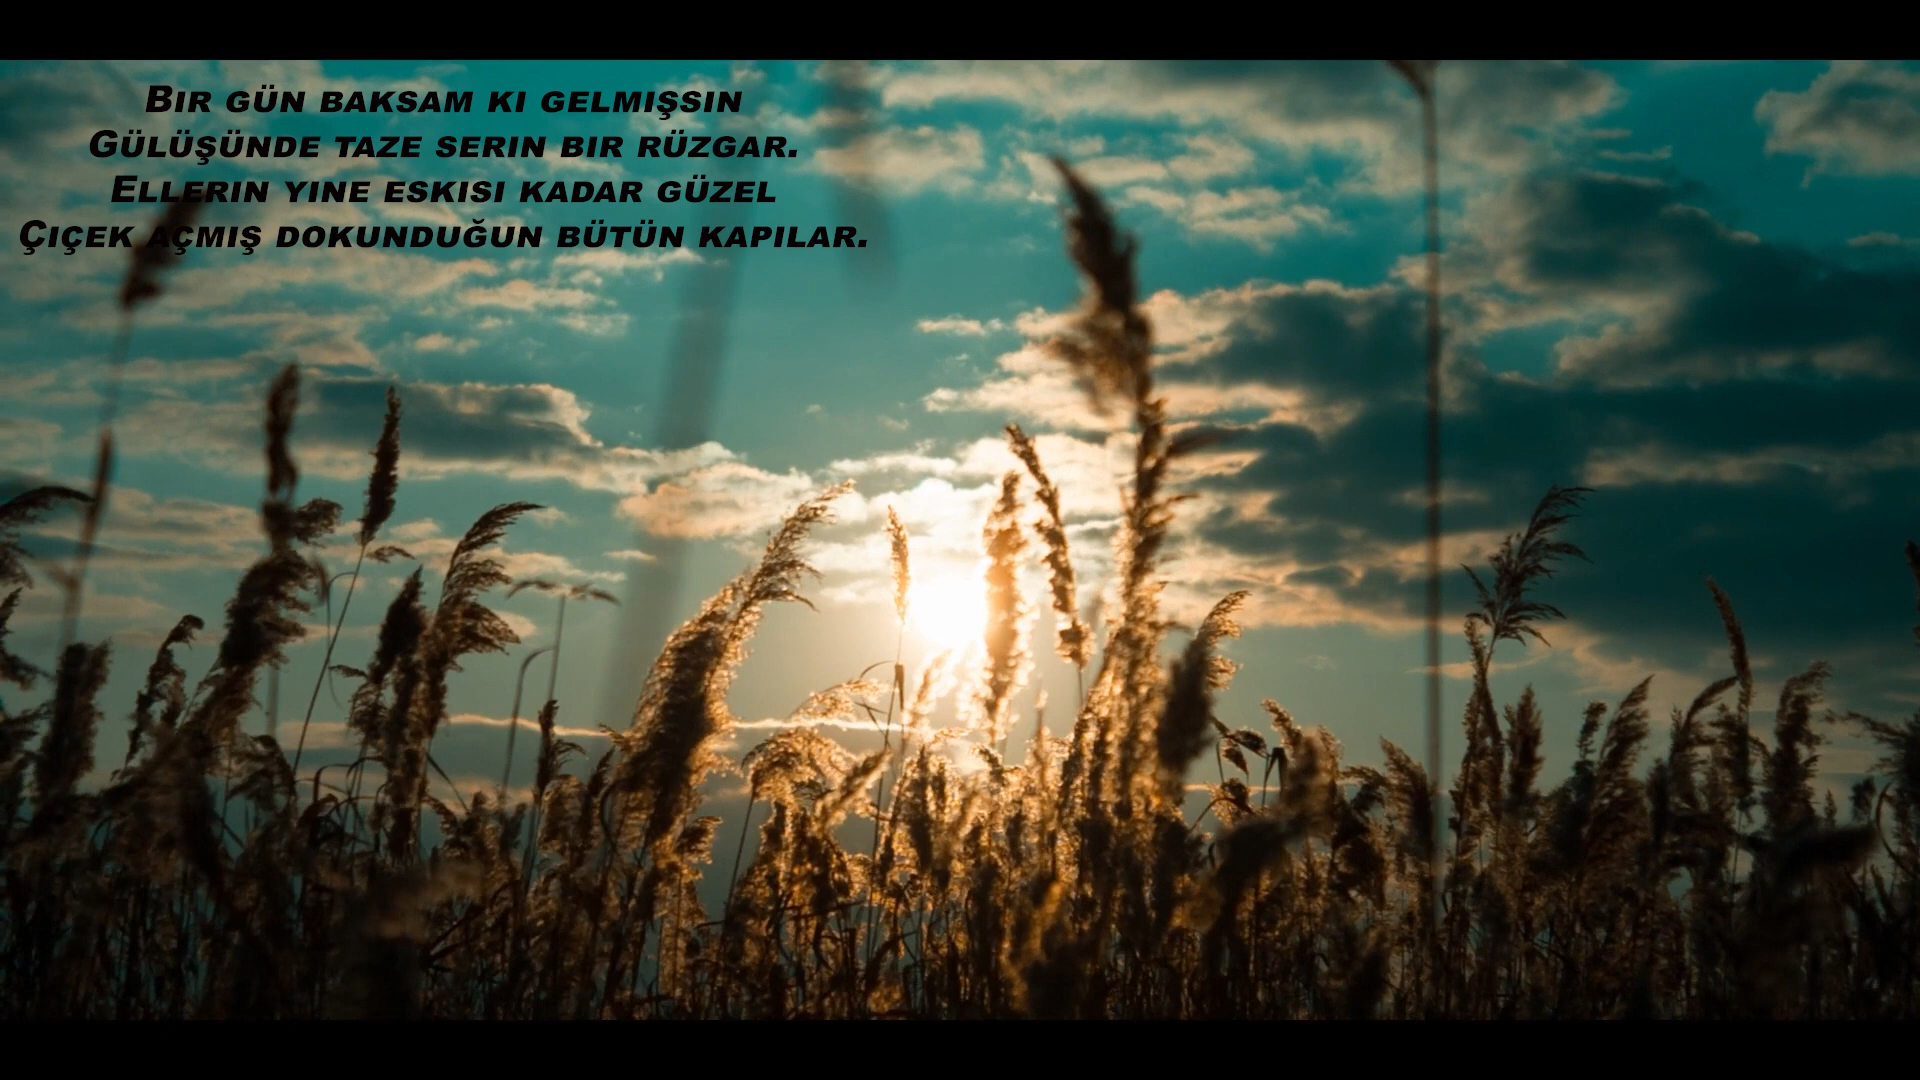 Bir gün baksam ki gelmişsin
Gülüşünde taze serin bir rüzgar.
Ellerin yine eskisi kadar güzel
Çiçek açmış dokunduğun bütün kapılar.